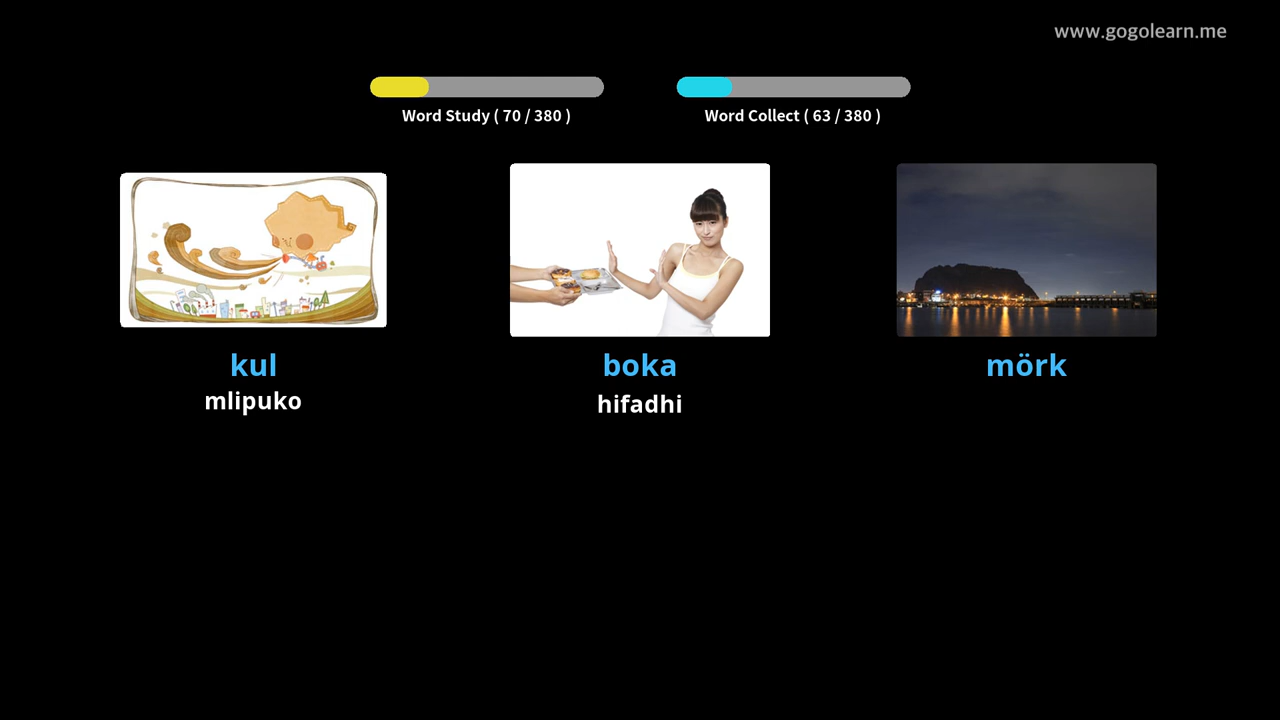 www.gogolearn.me
Word Study ( 70 / 380 )
Word Collect ( 63 / 380 )
kul
mlipuko
boka
hifadhi
mörk